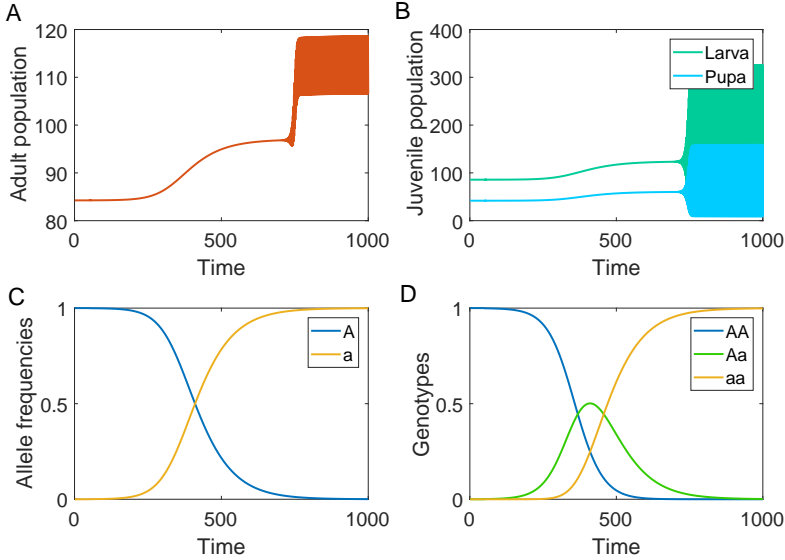 A
Adult population
120
110
100
90
80
0
500
1000
Time
B
Juvenile population
400
300
200
100
0
Larva
Pupa
0
500
1000
Time
C
Allele frequencies
1
0.5
0
A
a
0
500
1000
Time
D
Genotypes
1
0.5
0
AA
Aa
aa
0
500
1000
Time